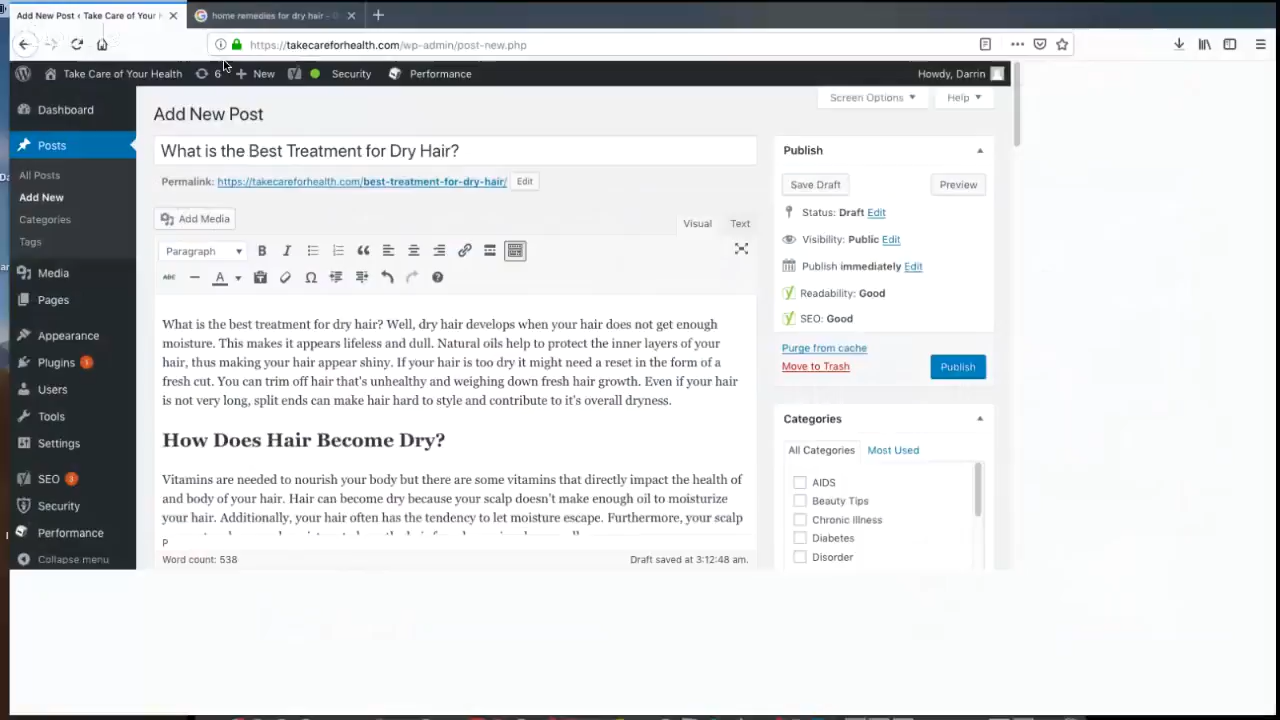 Add New Post ‹ Take Care of Your H
home remedies for dry hair -
https://takecareforhealth.com/wp-admin/post-new.php
Take Care of Your Health
6
New
Security
Performance
Howdy, Darrin
Dashboard
Posts
All Posts
Add New
Categories
Tags
Media
Pages
Appearance
Plugins 1
Users
Tools
Settings
SEO 3
Security
Performance
Collapse menu
Screen Options
Help
Add New Post
What is the Best Treatment for Dry Hair?
Permalink: https://takecareforhealth.com/best-treatment-for-dry-hair/ Edit
Add Media
Visual Text
Paragraph
B I
ABC A
What is the best treatment for dry hair? Well, dry hair develops when your hair does not get enough
moisture. This makes it appears lifeless and dull. Natural oils help to protect the inner layers of your
hair, thus making your hair appear shiny. If your hair is too dry it might need a reset in the form of a
fresh cut. You can trim off hair that's unhealthy and weighing down fresh hair growth. Even if your hair
is not very long, split ends can make hair hard to style and contribute to it's overall dryness.
How Does Hair Become Dry?
Vitamins are needed to nourish your body but there are some vitamins that directly impact the health of
and body of your hair. Hair can become dry because your scalp doesn't make enough oil to moisturize
your hair. Additionally, your hair often has the tendency to let moisture escape. Furthermore, your scalp
P
Word count: 538
Draft saved at 3:12:48 am.
Publish
Save Draft
Preview
Status: Draft Edit
Visibility: Public Edit
Publish immediately Edit
Readability: Good
SEO: Good
Purge from cache
Move to Trash
Publish
Categories
All Categories
Most Used
AIDS
Beauty Tips
Chronic Illness
Diabetes
Disorder